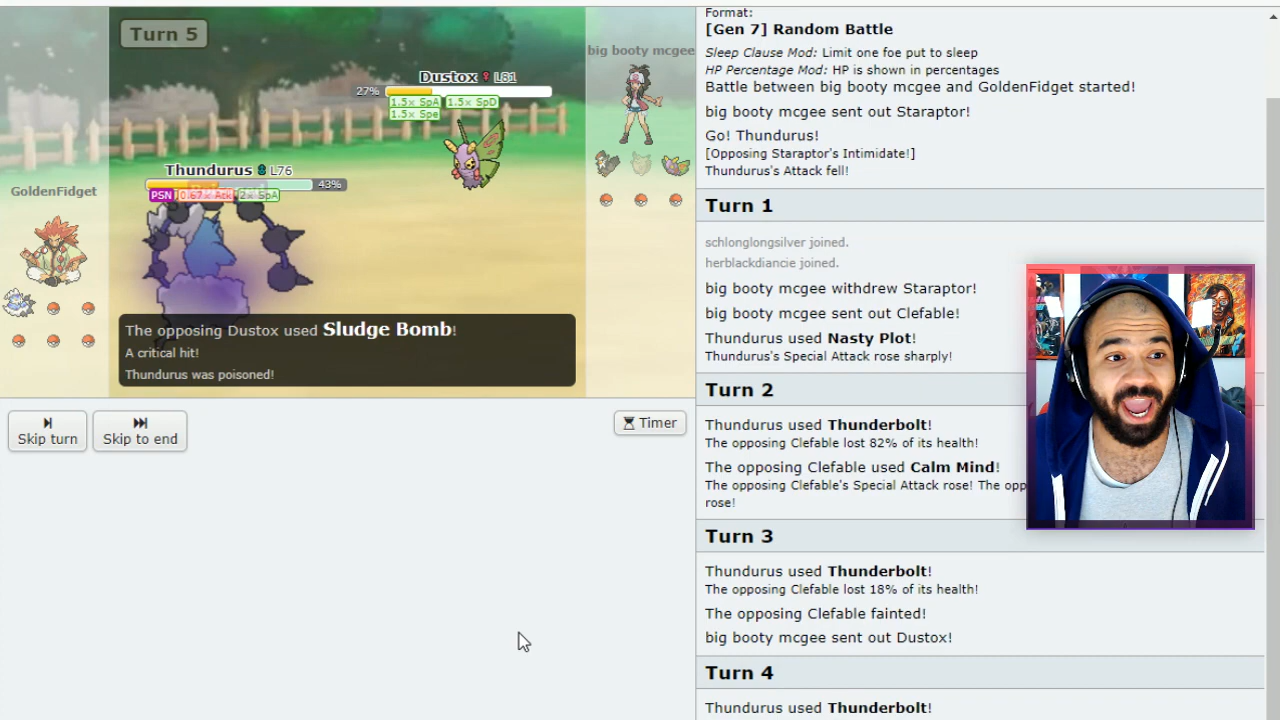 Turn 5
Dustox L81
27%
1.5x SpA 1.5x SpD
1.5x Spe
Thundurus L76
43%
PSN 0.67x Atk 2x SpA
GoldenFidget
big booty mcgee
The opposing Dustox used Sludge Bomb!
A critical hit!
Thundurus was poisoned!
Skip turn
Skip to end
Timer
Format:
[Gen 7] Random Battle
Sleep Clause Mod: Limit one foe put to sleep
HP Percentage Mod: HP is shown in percentages
Battle between big booty mcgee and GoldenFidget started!
big booty mcgee sent out Staraptor!
Go! Thundurus!
[Opposing Staraptor's Intimidate!]
Thundurus's Attack fell!
Turn 1
schlonglongsilver joined.
herblackdiancie joined.
big booty mcgee withdrew Staraptor!
big booty mcgee sent out Clefable!
Thundurus used Nasty Plot!
Thundurus's Special Attack rose sharply!
Turn 2
Thundurus used Thunderbolt!
The opposing Clefable lost 82% of its health!
The opposing Clefable used Calm Mind!
The opposing Clefable's Special Attack rose! The opp
rose!
Turn 3
Thundurus used Thunderbolt!
The opposing Clefable lost 18% of its health!
The opposing Clefable fainted!
big booty mcgee sent out Dustox!
Turn 4
Thundurus used Thunderbolt!